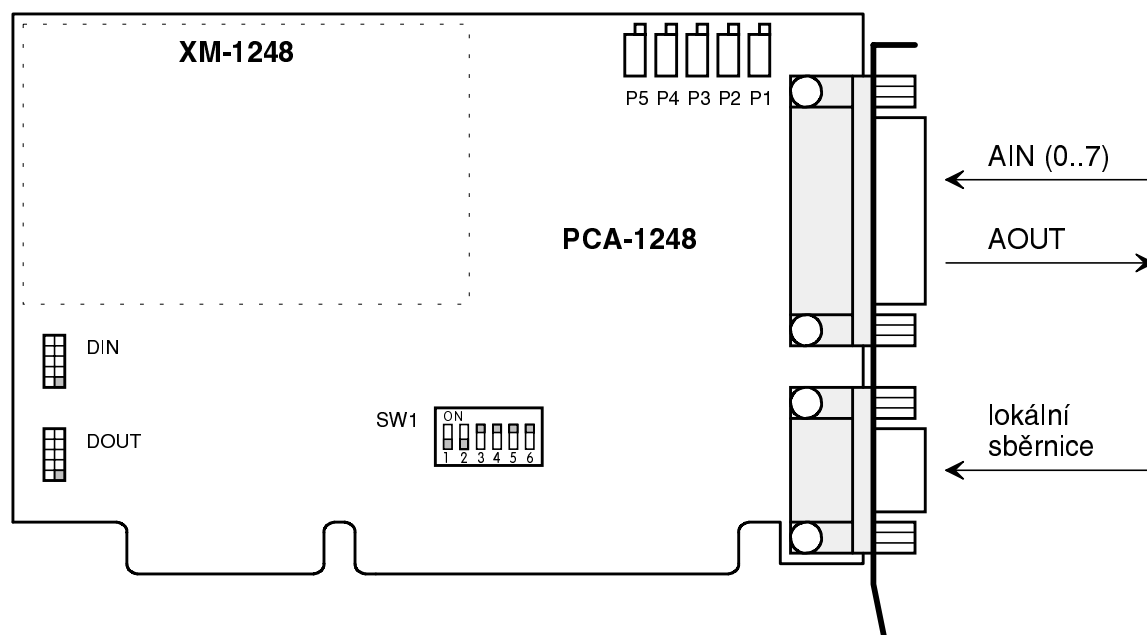 XM-1248
P5 P4 P3 P2 P1
AIN (0..7)
PCA-1248
AOUT
DIN
DOUT
SW1
ON
1 2 3 4 5 6
lokální
sběrnice